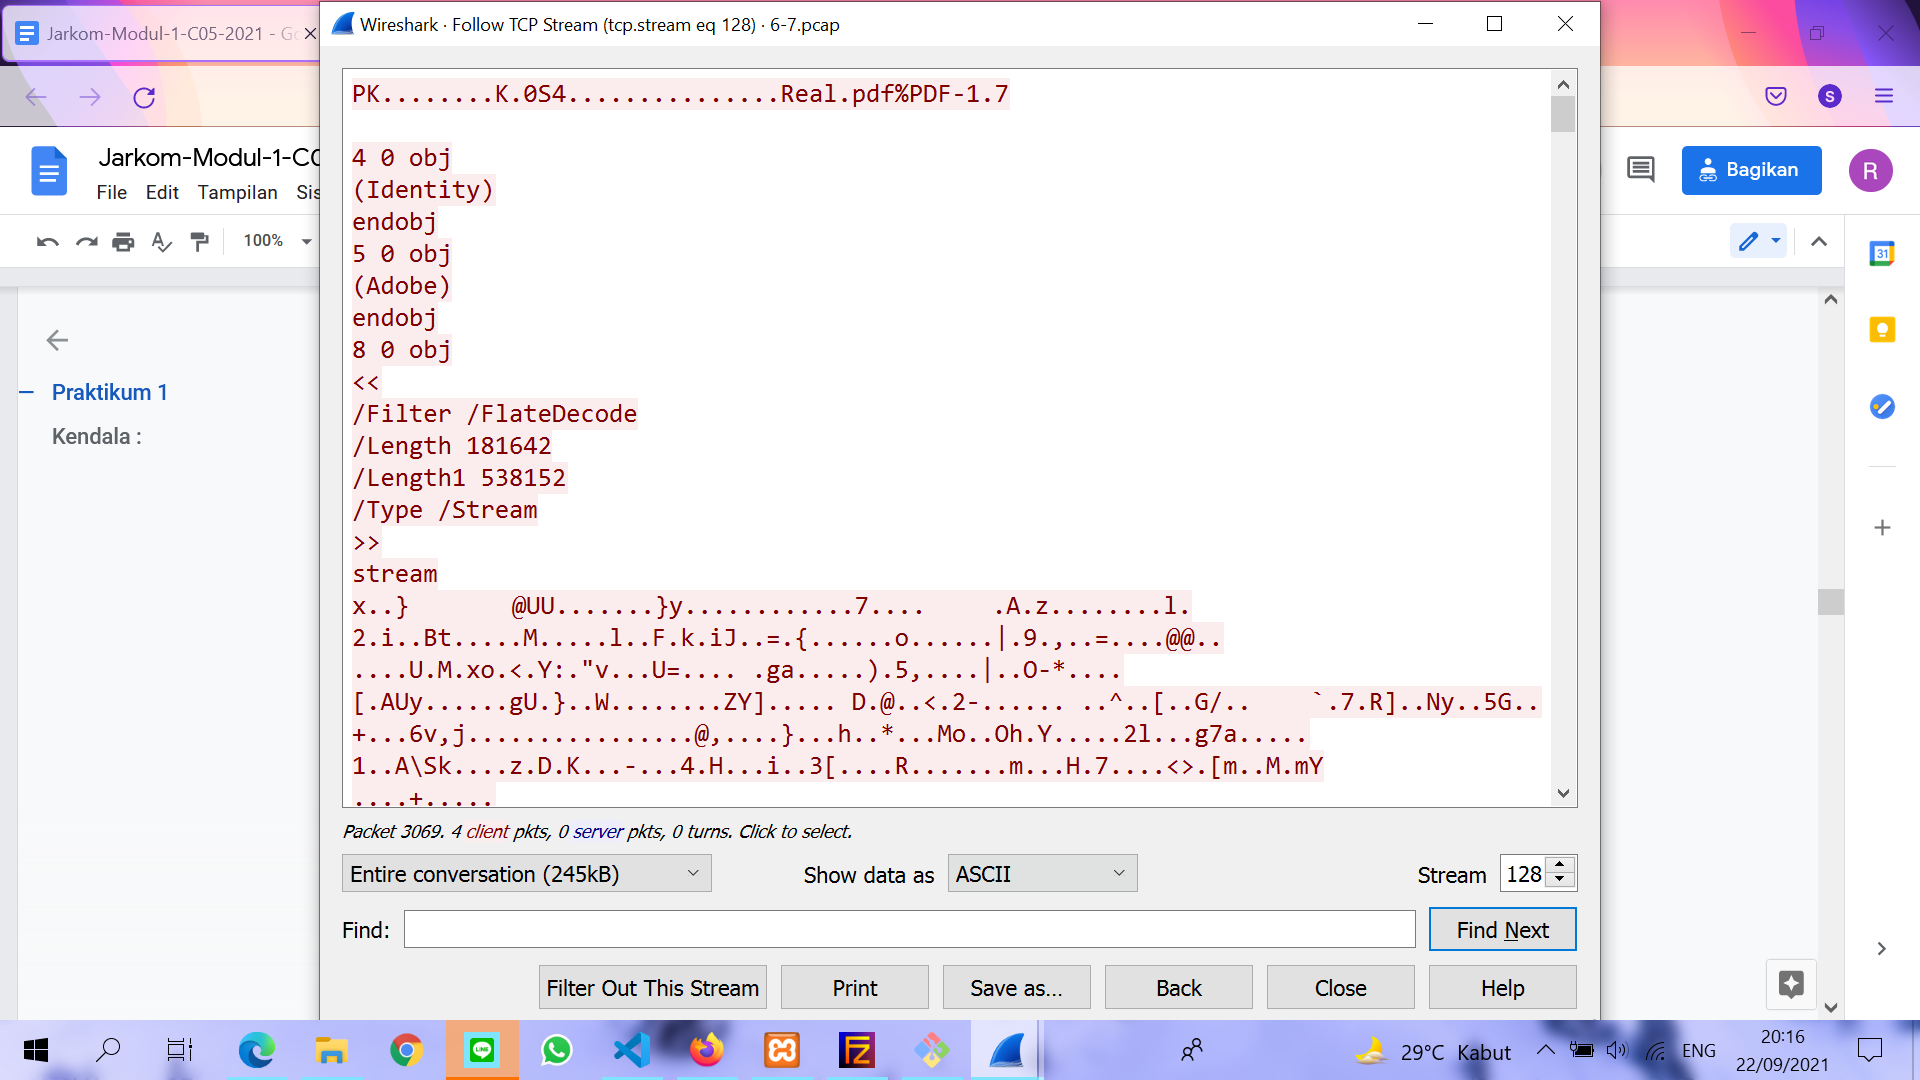 Jarkom-Modul-1-C05-2021 - Go
Wireshark · Follow TCP Stream (tcp.stream eq 128) · 6-7.pcap
S
Jarkom-Modul-1-C0
File Edit Tampilan Sis
Bagikan
R
100%
31
Praktikum 1
Kendala :
PK........K.0S4...............Real.pdf%PDF-1.7
4 0 obj
(Identity)
endobj
5 0 obj
(Adobe)
endobj
8 0 obj
<<
/Filter /FlateDecode
/Length 181642
/Length1 538152
/Type /Stream
>>
stream
x..}       @UU.......}y............7....     .A.z........l.
2.i..Bt.....M.....l..F.k.iJ..=.{......o......|.9.,..=....@@..
....U.M.xo.<.Y:."v...U=.... .ga.....).5,....|..O-*....
[.AUy......gU.}..W........ZY]..... D.@..<.2-...... ..^..[..G/..    `.7.R]..Ny..5G..
+...6v,j................@,....}...h..*...Mo..Oh.Y.....2l...g7a.....
1..A\Sk....z.D.K...-...4.H...i..3[....R.......m...H.7....<>.[m..M.mY
....+.....
Packet 3069. 4 client pkts, 0 server pkts, 0 turns. Click to select.
Entire conversation (245kB)
Show data as ASCII
Stream 128
Find:
Find Next
Filter Out This Stream
Print
Save as...
Back
Close
Help
LINE
29°C Kabut
ENG
20:16
22/09/2021